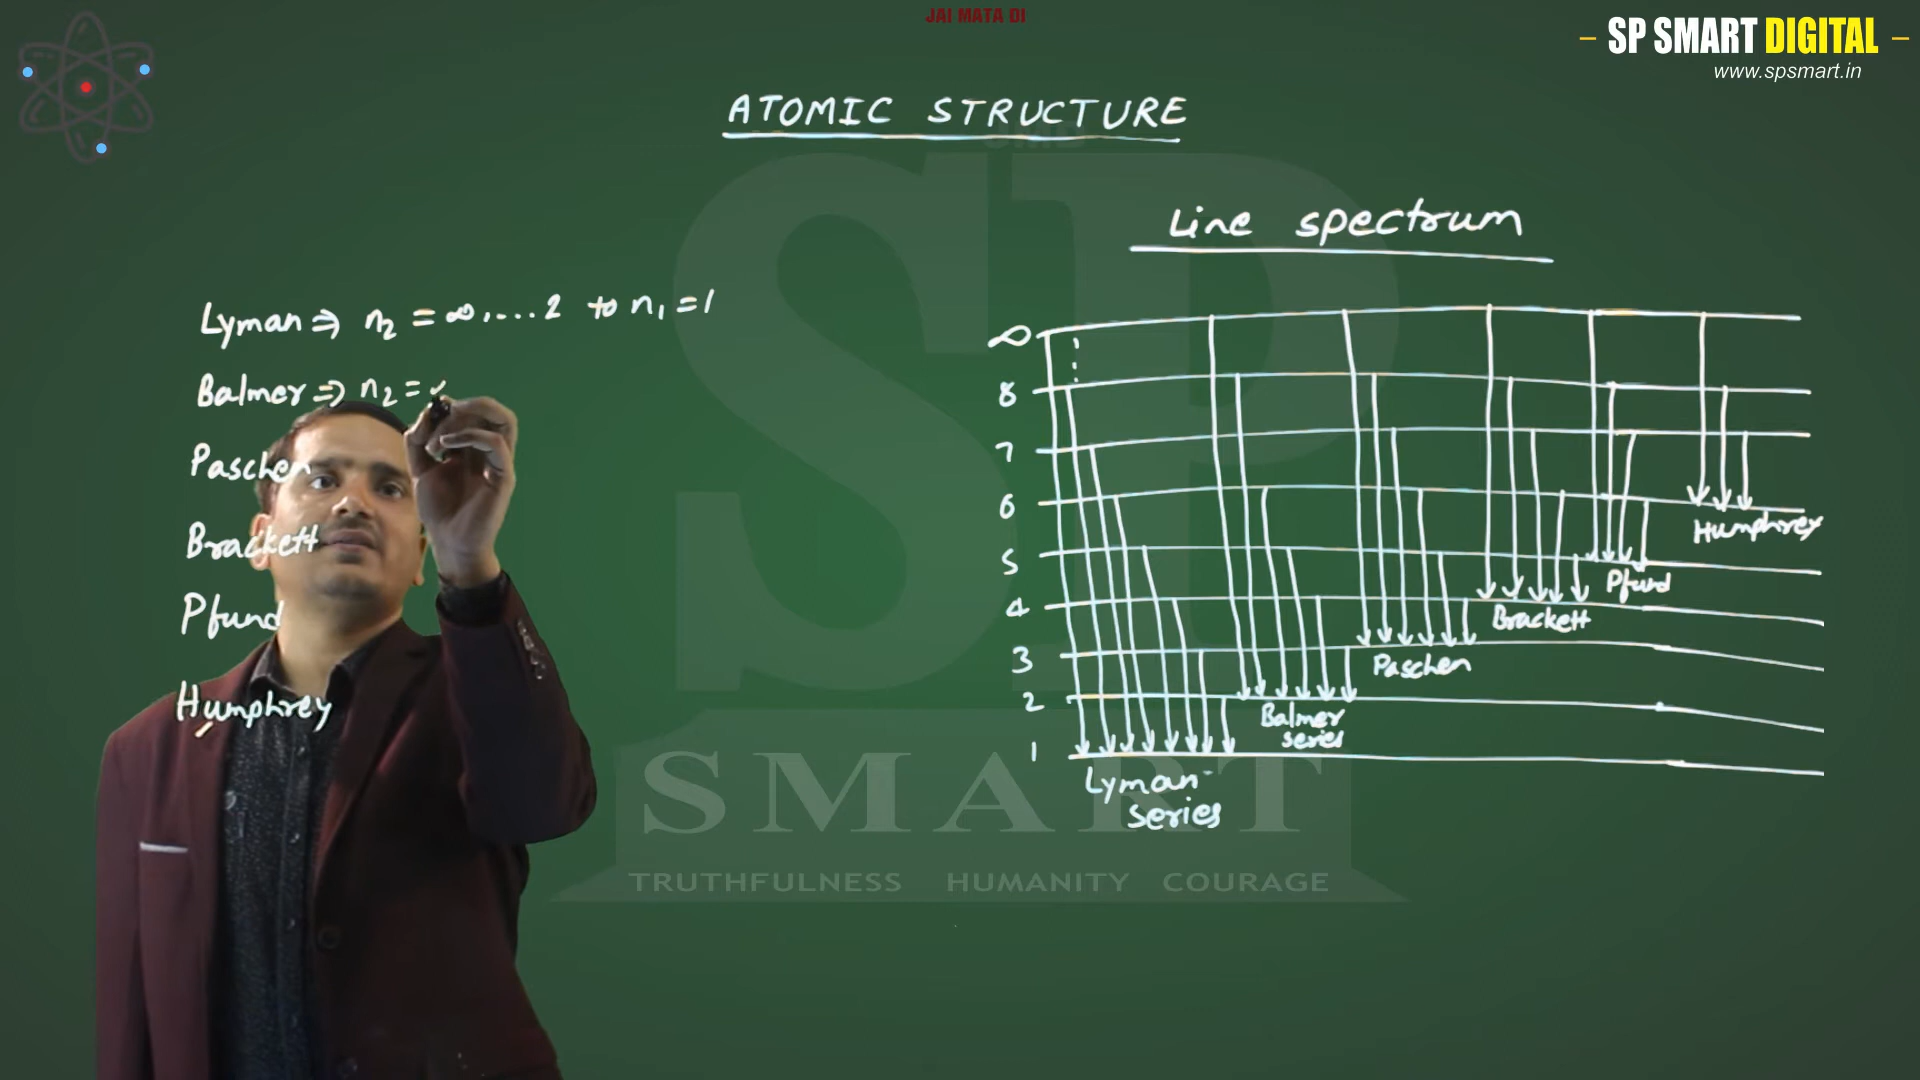 JAI MATA DI
SP SMART DIGITAL
www.spsmart.in
ATOMIC STRUCTURE
Line spectrum
Lyman ⇒ n₂ = ∞, .... 2 to n₁ = 1
Balmer ⇒ n₂ =
Paschen
Brackett
Pfund
Humphrey
∞
8
7
6
5
4
3
2
1
Humphrey
Pfund
Brackett
Paschen
Balmer
series
Lyman
series
SP
SMART
TRUTHFULNESS HUMANITY COURAGE